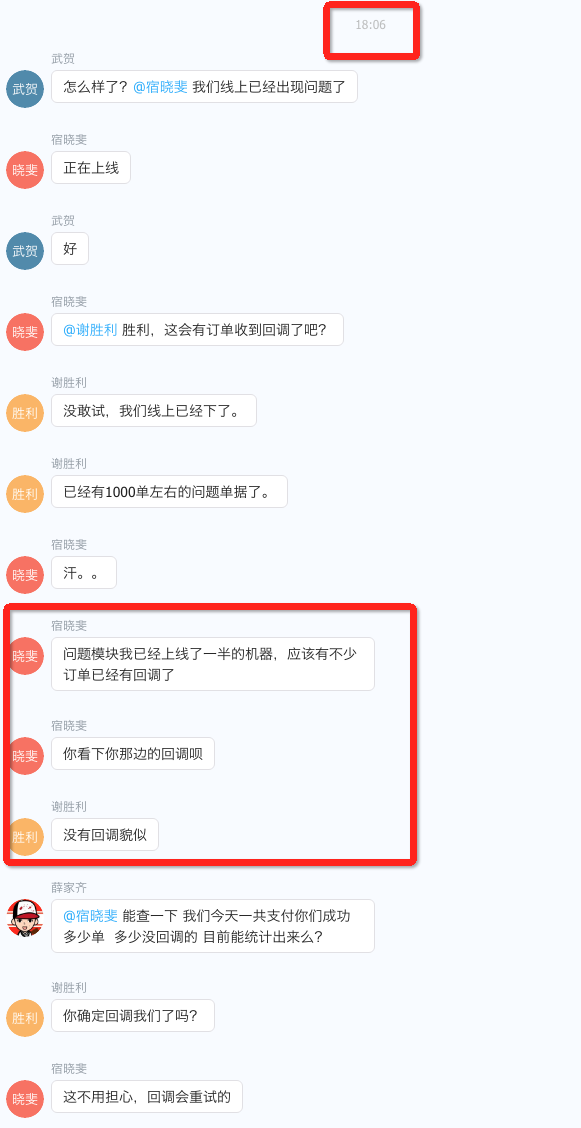 18:06
武贺
武贺
怎么样了? @宿晓斐 我们线上已经出现问题了
宿晓斐
晓斐
正在上线
武贺
武贺
好
宿晓斐
晓斐
@谢胜利 胜利，这会有订单收到回调了吧?
谢胜利
胜利
没敢试，我们线上已经下了。
谢胜利
胜利
已经有1000单左右的问题单据了。
宿晓斐
晓斐
汗。。
宿晓斐
晓斐
问题模块我已经上线了一半的机器，应该有不少
订单已经有回调了
宿晓斐
晓斐
你看下你那边的回调呗
谢胜利
胜利
没有回调貌似
薛家齐
@宿晓斐 能查一下 我们今天一共支付你们成功
多少单 多少没回调的 目前能统计出来么?
谢胜利
胜利
你确定回调我们了吗?
宿晓斐
晓斐
这不用担心，回调会重试的